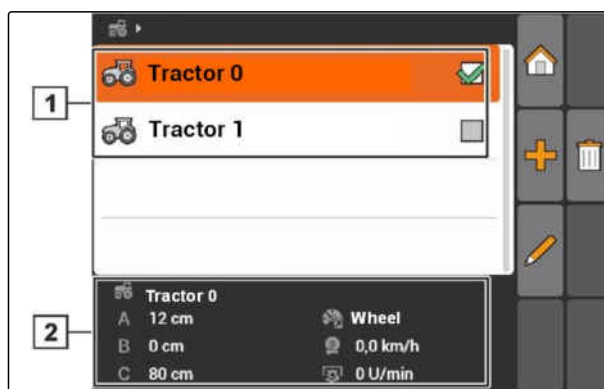 Tractor 0
1
Tractor 1
Tractor 0
A 12 cm Wheel
2
B 0 cm 0,0 km/h
C 80 cm 0 U/min